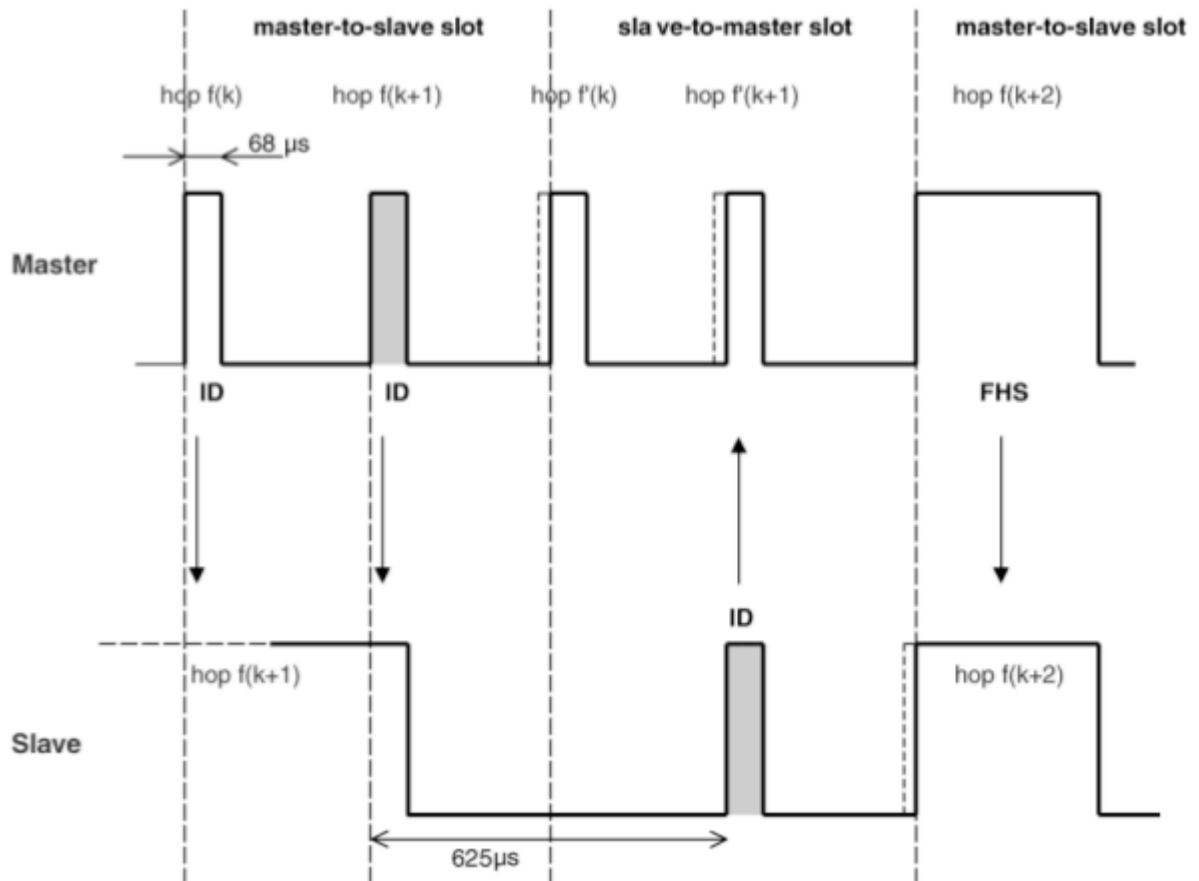 master-to-slave slot sla ve-to-master slot master-to-slave slot
hop f(k) hop f(k+1) hop f'(k) hop f'(k+1) hop f(k+2)
68 µs
Master
ID ID FHS
ID
hop f(k+1) hop f(k+2)
Slave
625µs